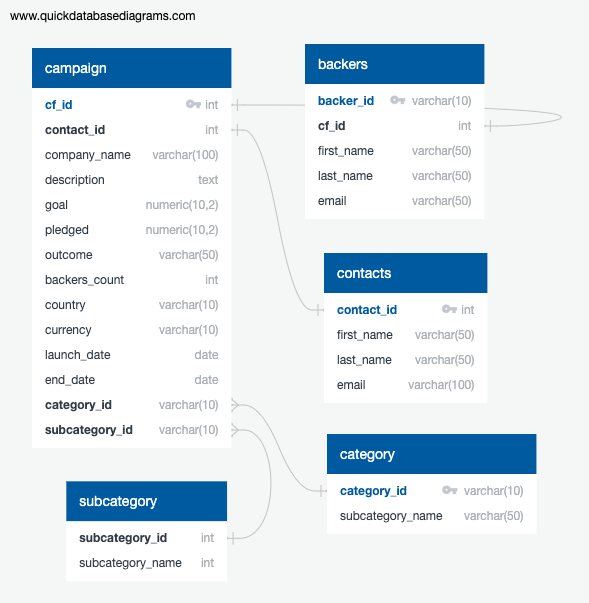 www.quickdatabasediagrams.com
campaign
cf_id int
contact_id int
company_name varchar(100)
description text
goal numeric(10,2)
pledged numeric(10,2)
outcome varchar(50)
backers_count int
country varchar(10)
currency varchar(10)
launch_date date
end_date date
category_id varchar(10)
subcategory_id varchar(10)
backers
backer_id varchar(10)
cf_id int
first_name varchar(50)
last_name varchar(50)
email varchar(50)
contacts
contact_id int
first_name varchar(50)
last_name varchar(50)
email varchar(100)
category
category_id varchar(10)
subcategory_name varchar(50)
subcategory
subcategory_id int
subcategory_name int